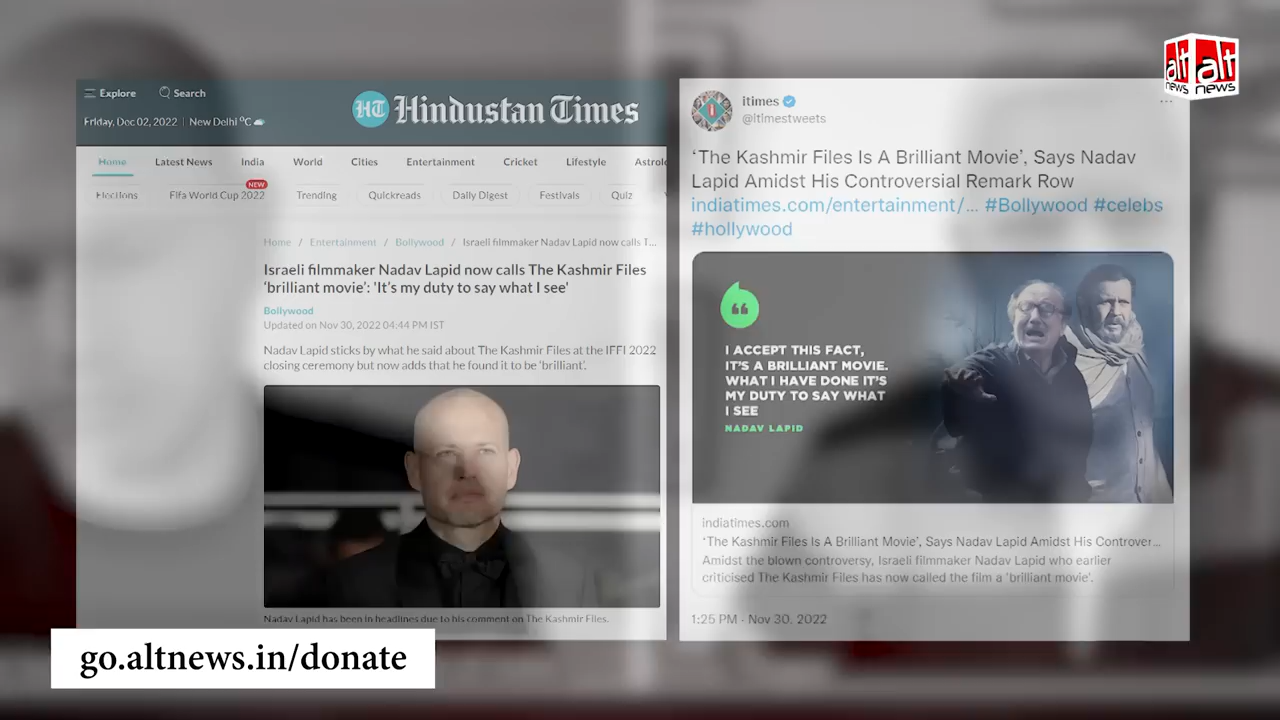 Explore
Search
Friday, Dec 02, 2022 | New Delhi °C
HT Hindustan Times
Home Latest News India World Cities Entertainment Cricket Lifestyle Astrolo
Elections Fifa World Cup 2022 NEW Trending Quickreads Daily Digest Festivals Quiz
Home / Entertainment / Bollywood / Israeli filmmaker Nadav Lapid now calls T...
Israeli filmmaker Nadav Lapid now calls The Kashmir Files
'brilliant movie': 'It's my duty to say what I see'
Bollywood
Updated on Nov 30, 2022 04:44 PM IST
Nadav Lapid sticks by what he said about The Kashmir Files at the IFFI 2022
closing ceremony but now adds that he found it to be 'brilliant'.
Nadav Lapid has been in headlines due to his comment on The Kashmir Files.
itimes
@itimestweets
...
‘The Kashmir Files Is A Brilliant Movie’, Says Nadav
Lapid Amidst His Controversial Remark Row
indiatimes.com/entertainment/... #Bollywood #celebs
#hollywood
I ACCEPT THIS FACT,
IT'S A BRILLIANT MOVIE.
WHAT I HAVE DONE IT'S
MY DUTY TO SAY WHAT
I SEE
NADAV LAPID
indiatimes.com
‘The Kashmir Files Is A Brilliant Movie’, Says Nadav Lapid Amidst His Controver...
Amidst the blown controversy, Israeli filmmaker Nadav Lapid who earlier
criticised The Kashmir Files has now called the film a 'brilliant movie'.
1:25 PM · Nov 30, 2022
alt news
alt news
go.altnews.in/donate